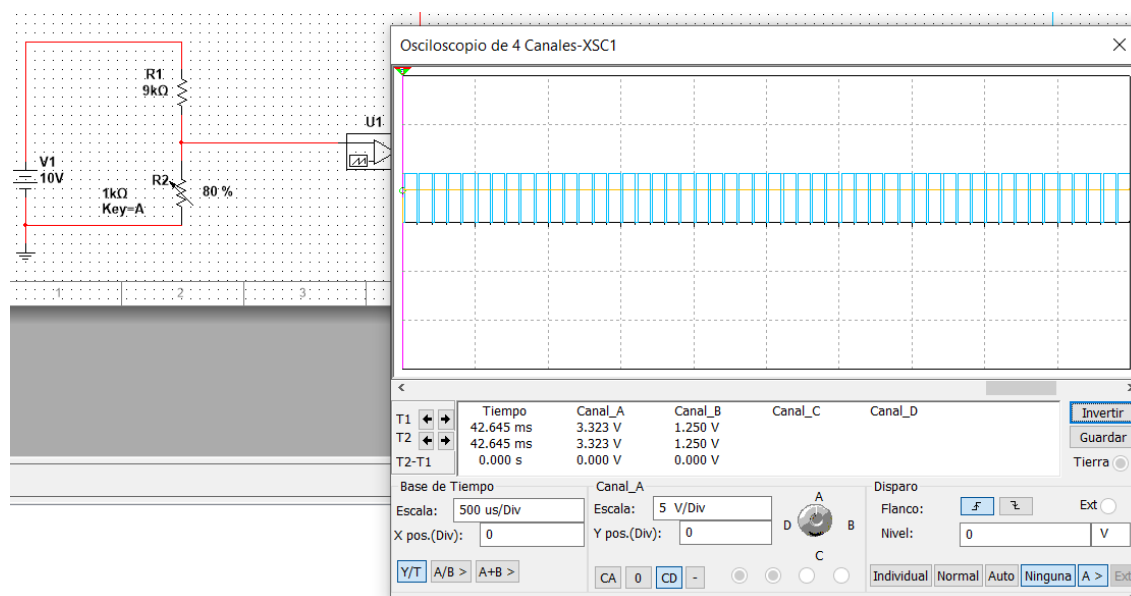 Osciloscopio de 4 Canales-XSC1
R1
9kΩ
U1
V1
10V
R2
80 %
1kΩ
Key=A
1 2 3
Tiempo Canal_A Canal_B Canal_C Canal_D
T1 42.645 ms 3.323 V 1.250 V
T2 42.645 ms 3.323 V 1.250 V
T2-T1 0.000 s 0.000 V 0.000 V
Invertir
Guardar
Tierra
Base de Tiempo
Escala: 500 us/Div
X pos.(Div): 0
Y/T A/B > A+B >
Canal_A
Escala: 5 V/Div
Y pos.(Div): 0
CA 0 CD -
A
D B
C
Disparo
Flanco: Ext
Nivel: 0 V
Individual Normal Auto Ninguna A > Ext